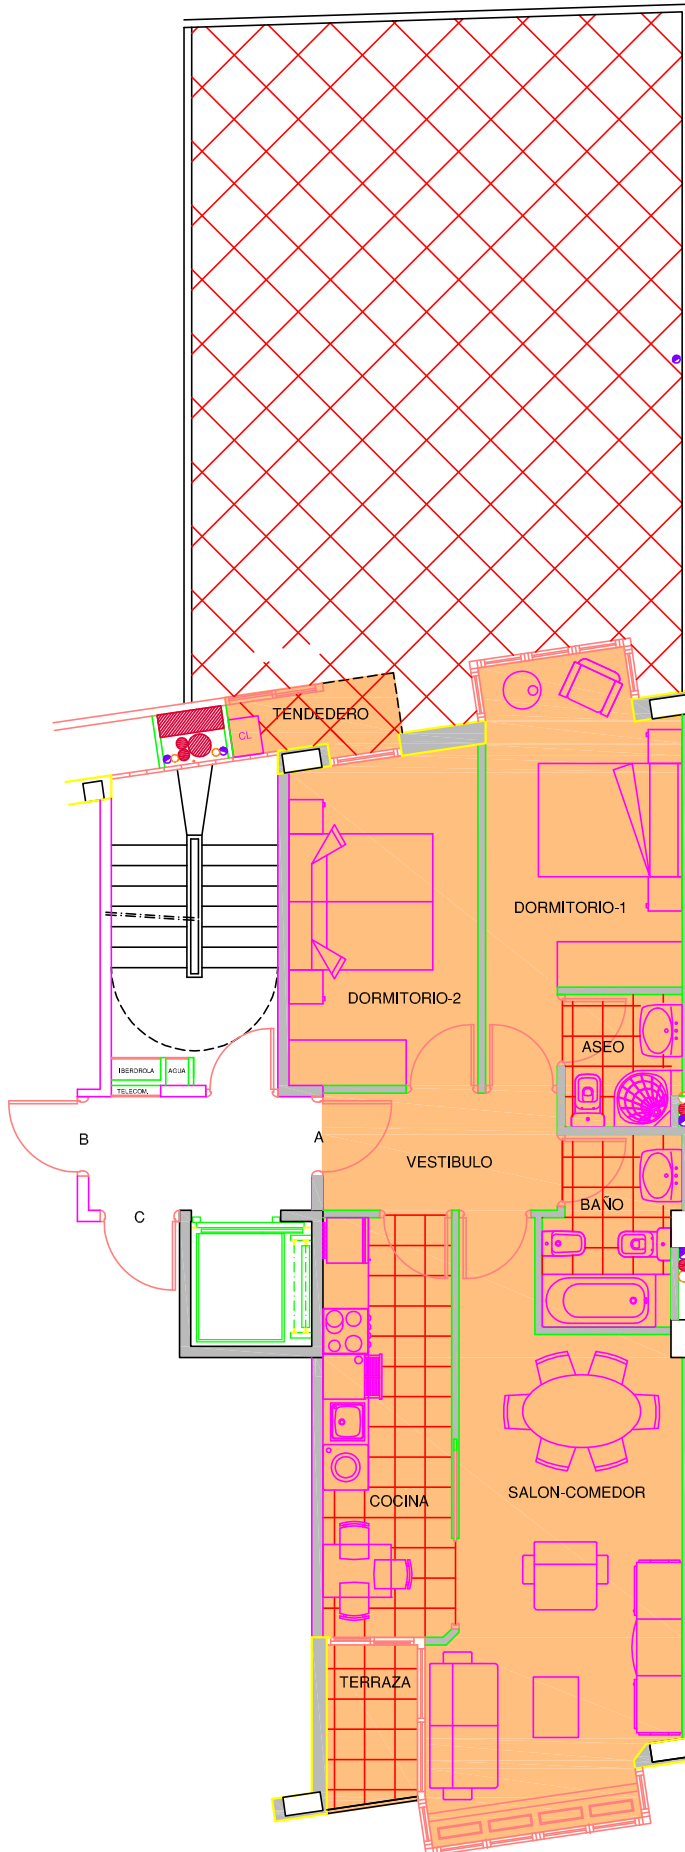 TENDEDERO
CL
DORMITORIO-1
DORMITORIO-2
ASEO
IBERDROLA
AGUA
TELECOM.
B
A
VESTIBULO
BAÑO
C
COCINA
SALON-COMEDOR
TERRAZA